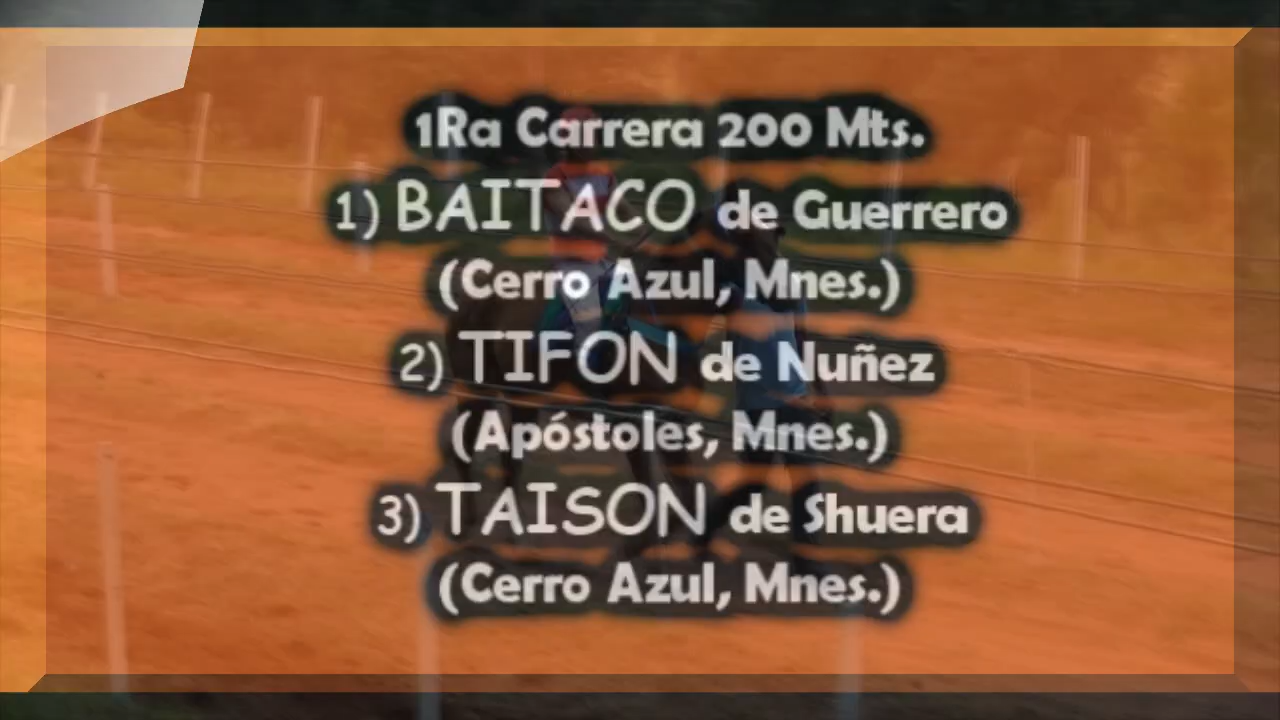 1Ra Carrera 200 Mts.
1) BAITACO de Guerrero
(Cerro Azul, Mnes.)
2) TIFON de Nuñez
(Apóstoles, Mnes.)
3) TAISON de Shuera
(Cerro Azul, Mnes.)